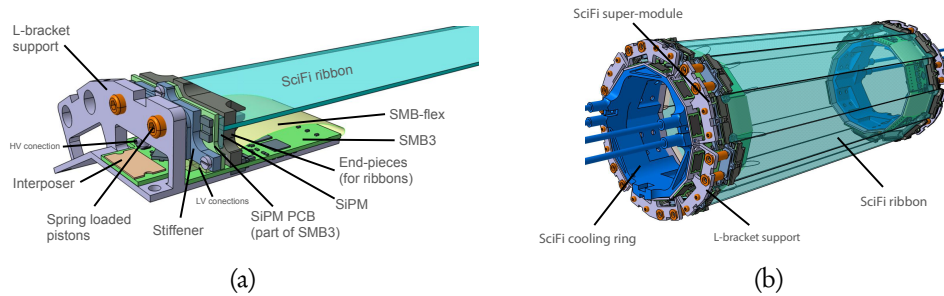 L-bracket
support
SciFi ribbon
SMB-flex
SMB3
HV conection
End-pieces
(for ribbons)
Interposer
SiPM
LV conections
Spring loaded
pistons
Stiffener
SiPM PCB
(part of SMB3)
(a)
SciFi super-module
SciFi ribbon
SciFi cooling ring
L-bracket support
(b)